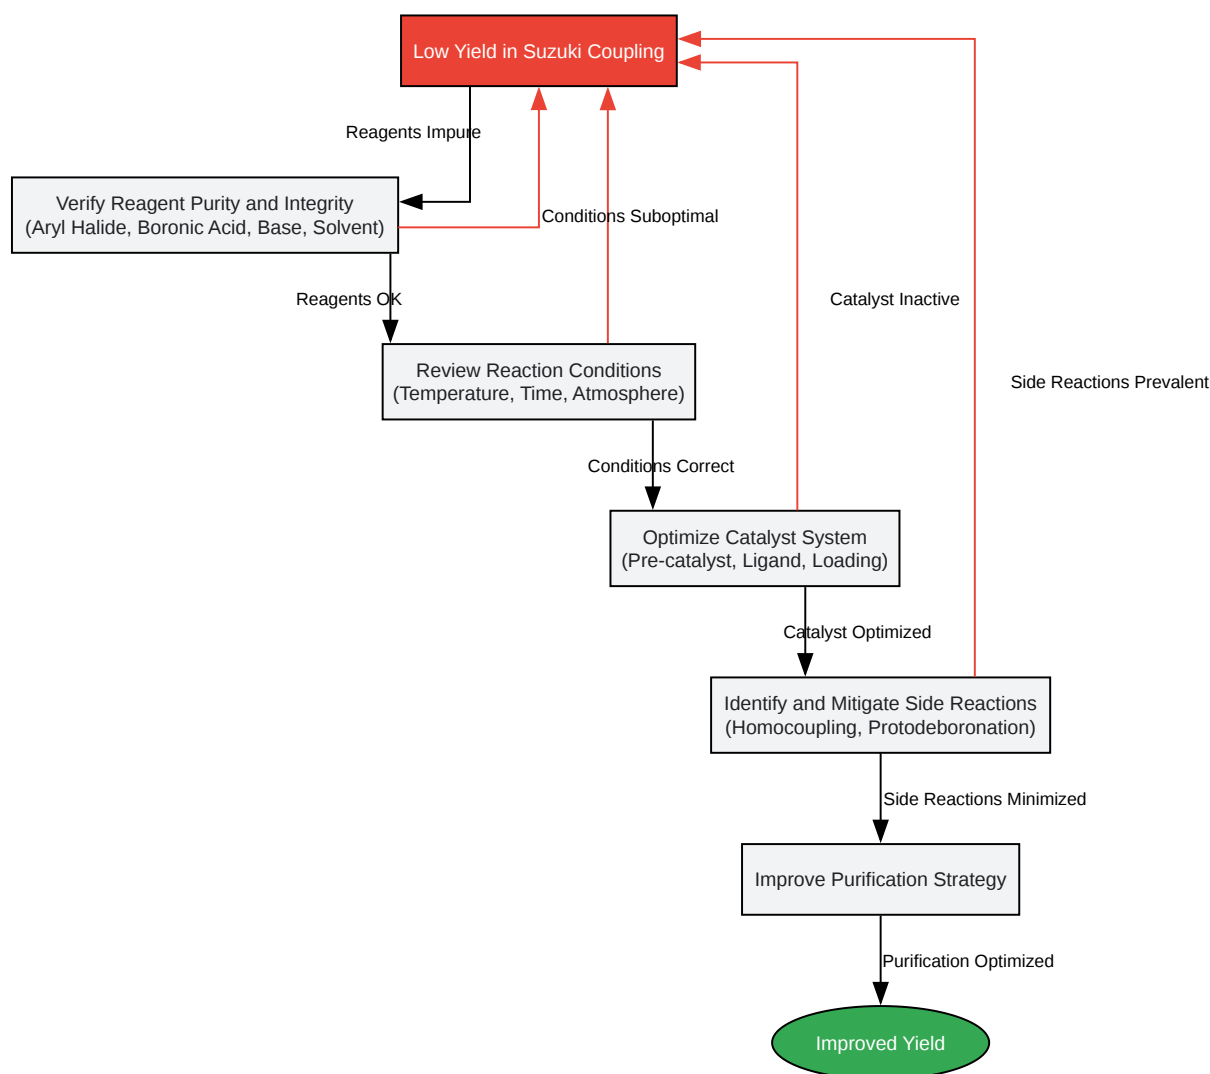 Low Yield in Suzuki Coupling
Reagents Impure
Verify Reagent Purity and Integrity
(Aryl Halide, Boronic Acid, Base, Solvent)
Conditions Suboptimal
Reagents OK
Catalyst Inactive
Review Reaction Conditions
(Temperature, Time, Atmosphere)
Side Reactions Prevalent
Conditions Correct
Optimize Catalyst System
(Pre-catalyst, Ligand, Loading)
Catalyst Optimized
Identify and Mitigate Side Reactions
(Homocoupling, Protodeboronation)
Side Reactions Minimized
Improve Purification Strategy
Purification Optimized
Improved Yield